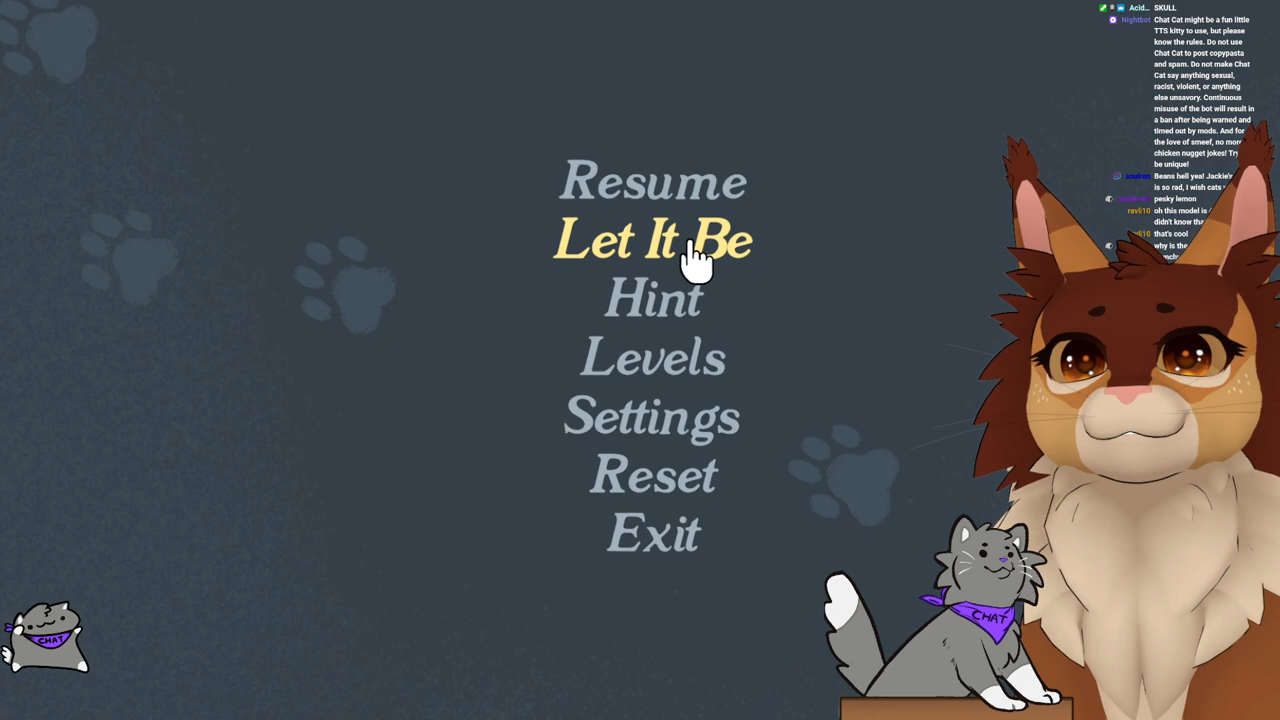 Resume
Let It Be
Hint
Levels
Settings
Reset
Exit
CHAT
CHAT
Acid... SKULL
Nightbot Chat Cat might be a fun little
TTS kitty to use, but please
know the rules. Do not use
Chat Cat to post copypasta
and spam. Do not make Chat
Cat say anything sexual,
racist, violent, or anything
else unsavory. Continuous
misuse of the bot will result in
a ban after being warned and
timed out by mods. And for
the love of smeef, no more
chicken nugget jokes! Try
be unique!
Beans hell yea! Jackie's
is so rad, I wish cats
pesky lemon
ravli10 oh this model is
didn't know
that's cool
why is the